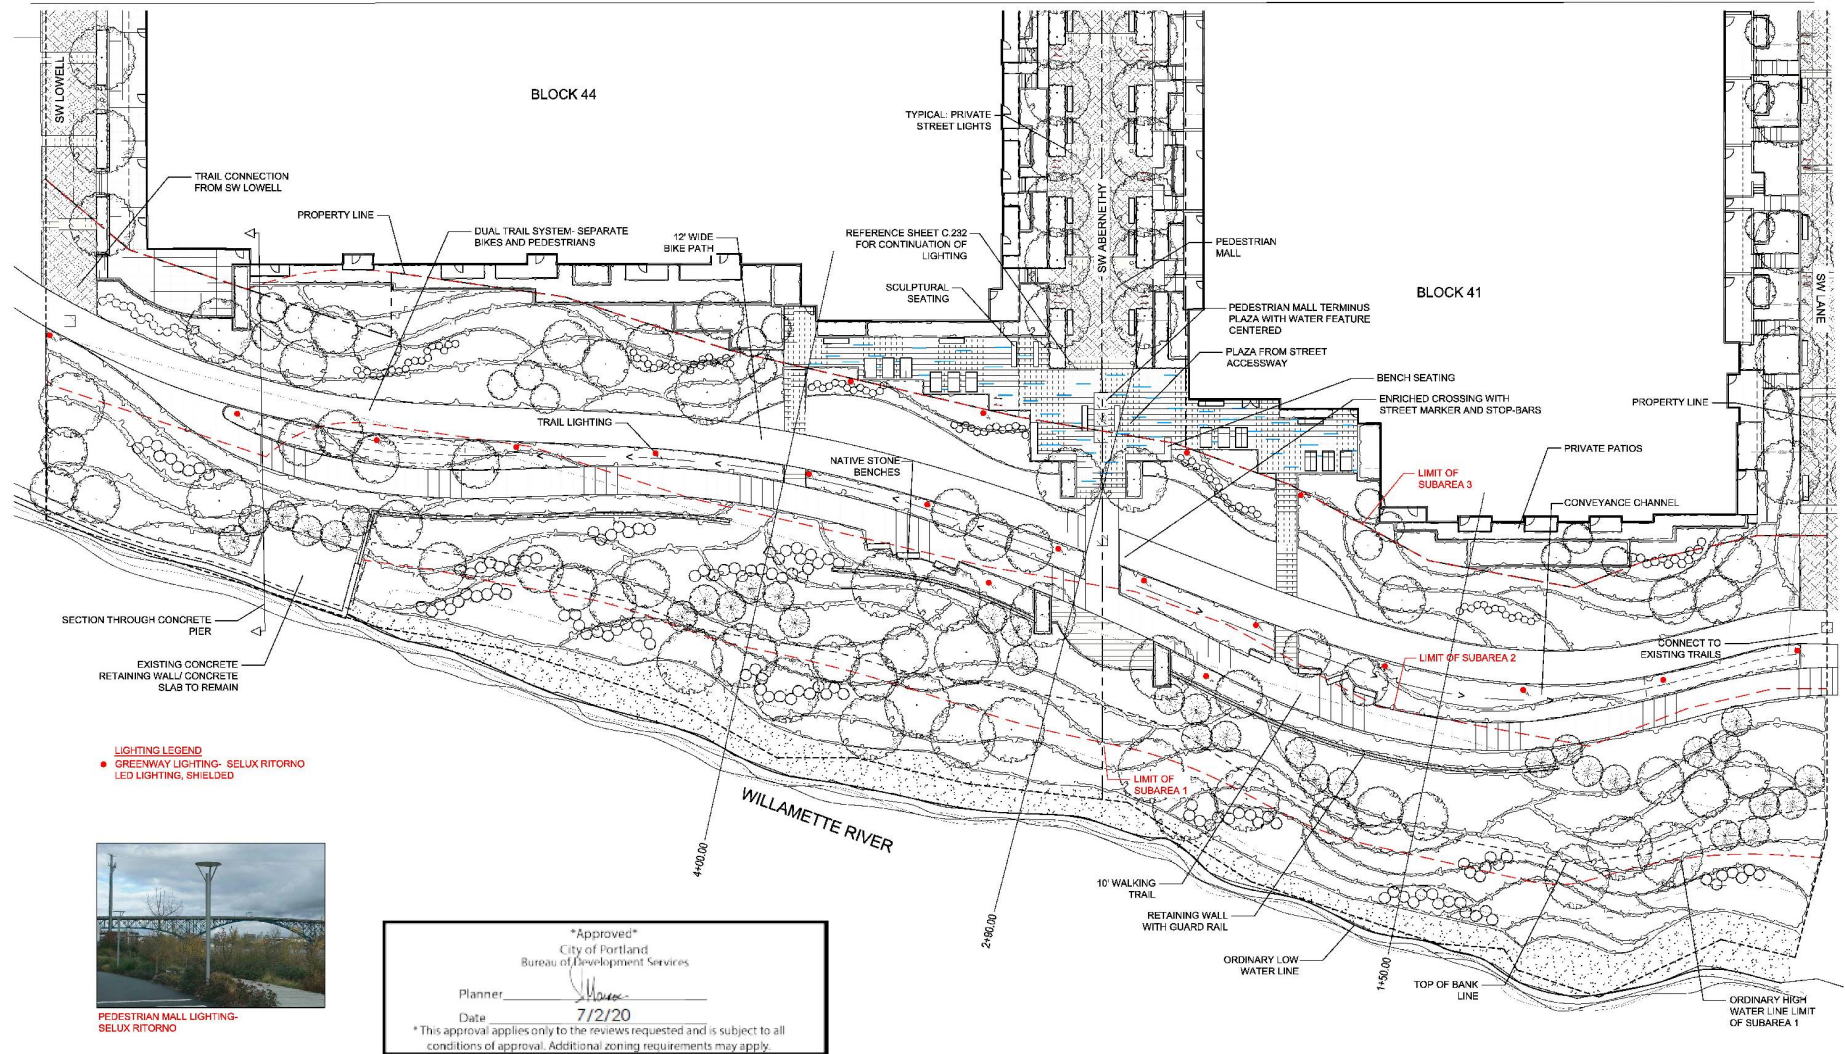 SW LOWELL
BLOCK 44
TYPICAL: PRIVATE
STREET LIGHTS
SW ABERNETHY
BLOCK 41
SW LANE
TRAIL CONNECTION
FROM SW LOWELL
PROPERTY LINE
DUAL TRAIL SYSTEM- SEPARATE
BIKES AND PEDESTRIANS
12' WIDE
BIKE PATH
REFERENCE SHEET C.232
FOR CONTINUATION OF
LIGHTING
SCULPTURAL
SEATING
PEDESTRIAN
MALL
PEDESTRIAN MALL TERMINUS
PLAZA WITH WATER FEATURE
CENTERED
PLAZA FROM STREET
ACCESSWAY
BENCH SEATING
ENRICHED CROSSING WITH
STREET MARKER AND STOP-BARS
PROPERTY LINE
TRAIL LIGHTING
NATIVE STONE
BENCHES
PRIVATE PATIOS
LIMIT OF
SUBAREA 3
CONVEYANCE CHANNEL
SECTION THROUGH CONCRETE
PIER
EXISTING CONCRETE
RETAINING WALL/ CONCRETE
SLAB TO REMAIN
CONNECT TO
EXISTING TRAILS
LIMIT OF SUBAREA 2
LIGHTING LEGEND
GREENWAY LIGHTING- SELUX RITORNO
LED LIGHTING, SHIELDED
LIMIT OF
SUBAREA 1
WILLAMETTE RIVER
4+00.00
2+90.00
1+50.00
10' WALKING
TRAIL
RETAINING WALL
WITH GUARD RAIL
ORDINARY LOW
WATER LINE
TOP OF BANK
LINE
ORDINARY HIGH
WATER LINE LIMIT
OF SUBAREA 1
PEDESTRIAN MALL LIGHTING-
SELUX RITORNO
*Approved*
City of Portland
Bureau of Development Services
Planner
Date 7/2/20
* This approval applies only to the reviews requested and is subject to all
conditions of approval. Additional zoning requirements may apply.